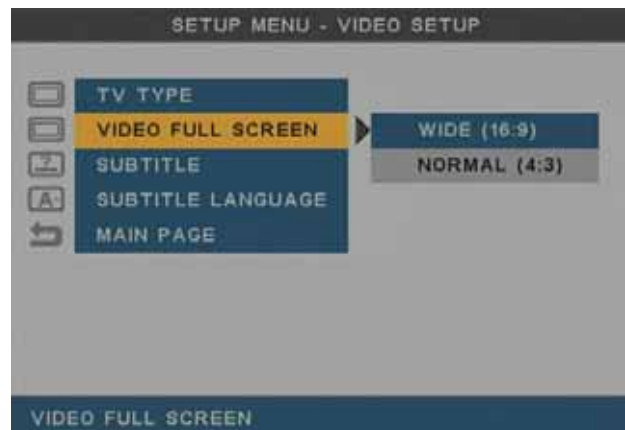 SETUP MENU - VIDEO SETUP
TV TYPE
VIDEO FULL SCREEN
WIDE (16:9)
SUBTITLE
NORMAL (4:3)
SUBTITLE LANGUAGE
MAIN PAGE
VIDEO FULL SCREEN